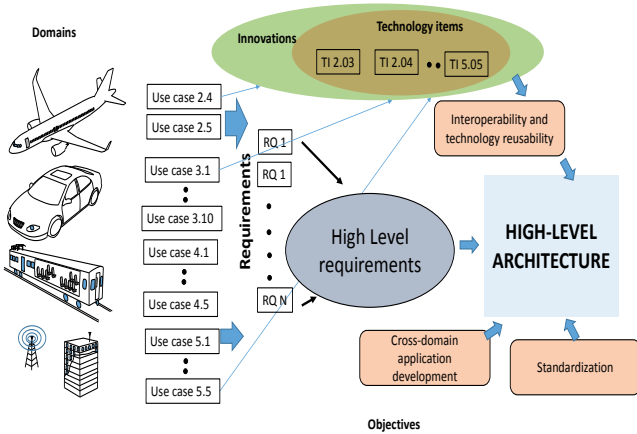 Domains
Innovations
Technology items
TI 2.03
TI 2.04
TI 5.05
Use case 2.4
Use case 2.5
Use case 3.1
Use case 3.10
Use case 4.1
Use case 4.5
Use case 5.1
Use case 5.5
Requirements
RQ 1
RQ 1
RQ N
High Level
requirements
Interoperability and
technology reusability
HIGH-LEVEL
ARCHITECTURE
Cross-domain
application
development
Standardization
Objectives